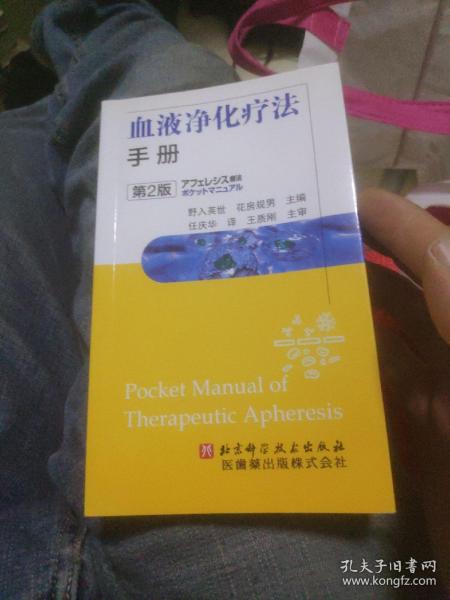 血液净化疗法
手册
第2版 アフェレシス療法
ポケットマニュアル
野入英世 花房规男 主编
任庆华 译 王质刚 主审
Pocket Manual of
Therapeutic Apheresis
北京科学技术出版社
医歯薬出版株式会社
孔夫子旧书网
www.kongfz.com